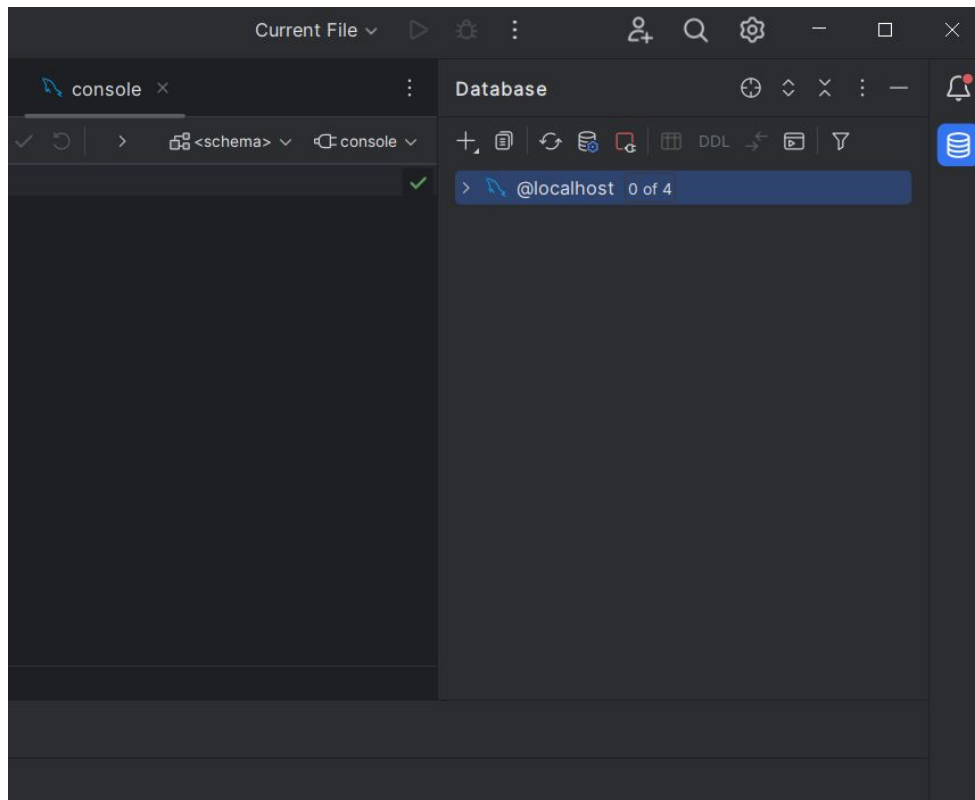 Current File
console
Database
<schema>
console
DDL
@localhost 0 of 4